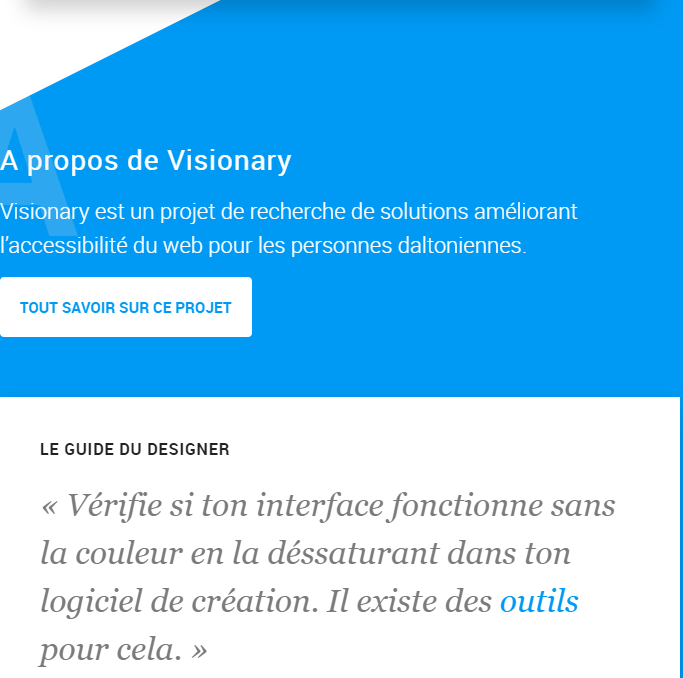 A propos de Visionary
Visionary est un projet de recherche de solutions améliorant
l’accessibilité du web pour les personnes daltoniennes.
TOUT SAVOIR SUR CE PROJET
LE GUIDE DU DESIGNER
« Vérifie si ton interface fonctionne sans
la couleur en la déssaturant dans ton
logiciel de création. Il existe des outils
pour cela. »